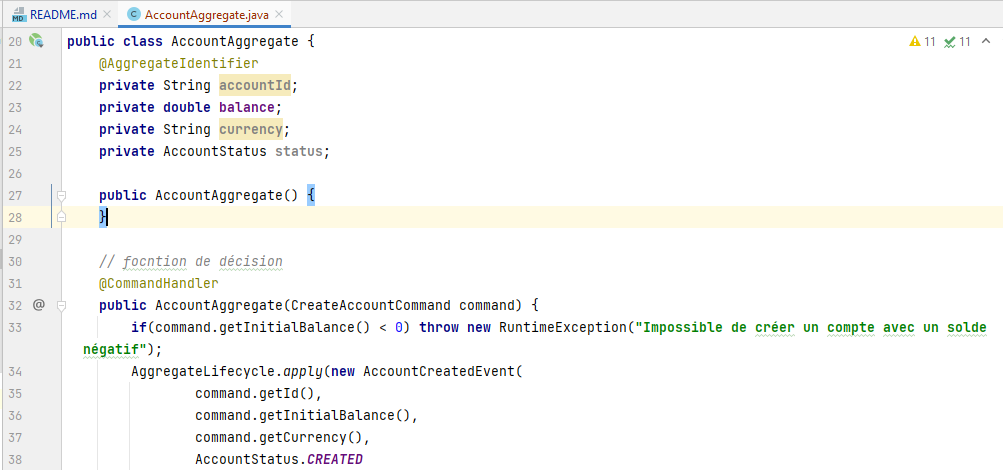 README.md AccountAggregate.java
20 public class AccountAggregate { 11 11
21 @AggregateIdentifier
22 private String accountId;
23 private double balance;
24 private String currency;
25 private AccountStatus status;
26
27 public AccountAggregate() {
28 }
29
30 // focntion de décision
31 @CommandHandler
32 @ public AccountAggregate(CreateAccountCommand command) {
33 if(command.getInitialBalance() < 0) throw new RuntimeException("Impossible de créer un compte avec un solde
négatif");
34 AggregateLifecycle.apply(new AccountCreatedEvent(
35 command.getId(),
36 command.getInitialBalance(),
37 command.getCurrency(),
38 AccountStatus.CREATED